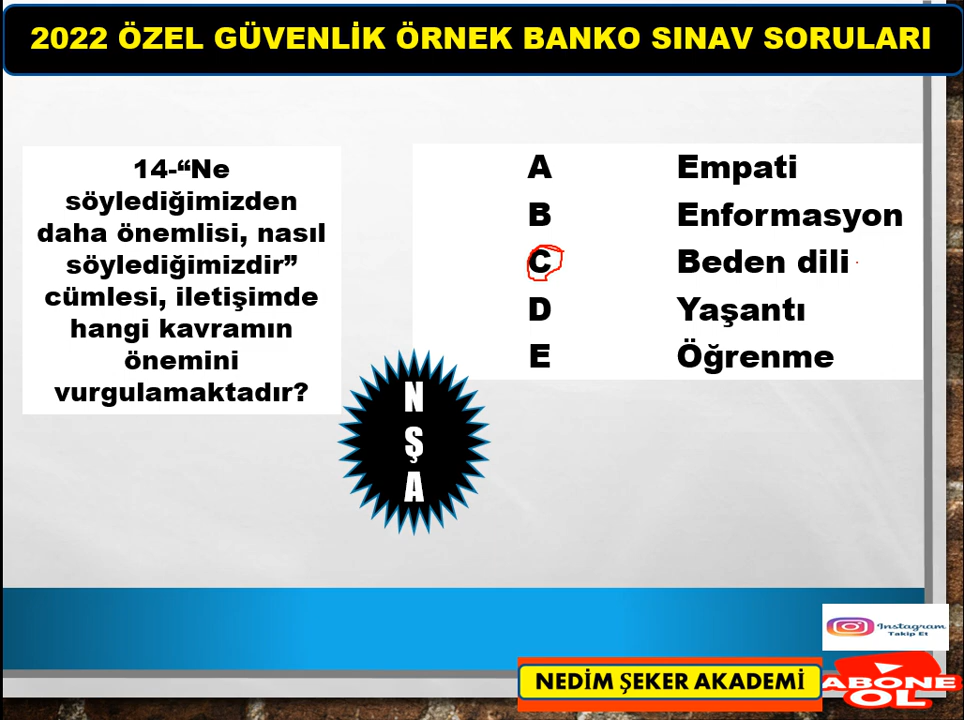 2022 ÖZEL GÜVENLİK ÖRNEK BANKO SINAV SORULARI
14-“Ne
söylediğimizden
daha önemlisi, nasıl
söylediğimizdir”
cümlesi, iletişimde
hangi kavramın
önemini
vurgulamaktadır?
A Empati
B Enformasyon
C Beden dili
D Yaşantı
E Öğrenme
N
Ş
A
Instagram
Takip Et
NEDİM ŞEKER AKADEMİ
ABONE
OL